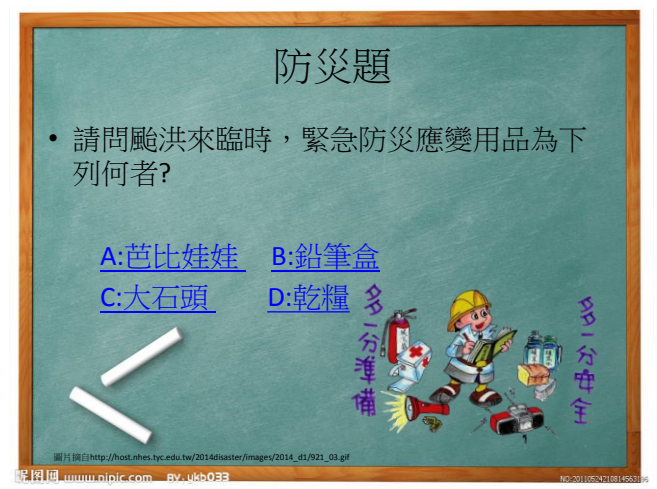 防災題
• 請問颱洪來臨時，緊急防災應變用品為下
列何者?
A:芭比娃娃 B:鉛筆盒
C:大石頭 D:乾糧
多一分準備
多一分安全
圖片摘自http://host.nhes.tyc.edu.tw/2014disaster/images/2014_d1/921_03.gif
昵图网 www.nipic.com BY: ykb033